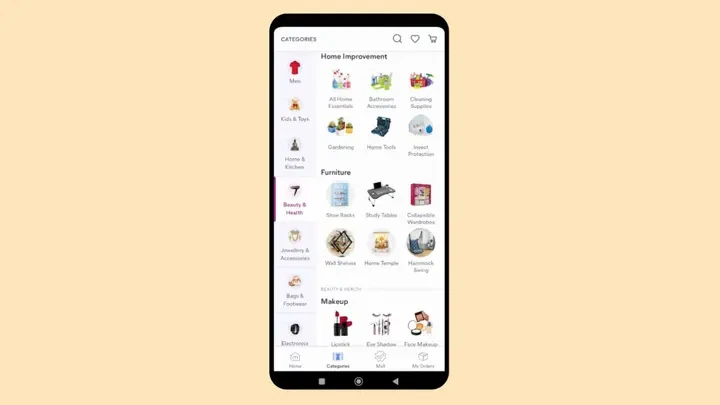 CATEGORIES
Men
Kids & Toys
Home &
Kitchen
Beauty &
Health
Jewellery &
Accessories
Bags &
Footwear
Electronics
Home Improvement
All Home
Essentials
Bathroom
Accessories
Cleaning
Supplies
Gardening
Home Tools
Insect
Protection
Furniture
Shoe Racks
Study Tables
Collapsible
Wardrobes
Wall Shelves
Home Temple
Hammock
Swing
BEAUTY & HEALTH
Makeup
Lipstick
Eye Shadow
Face Makeup
Home
Categories
Mall
My Orders